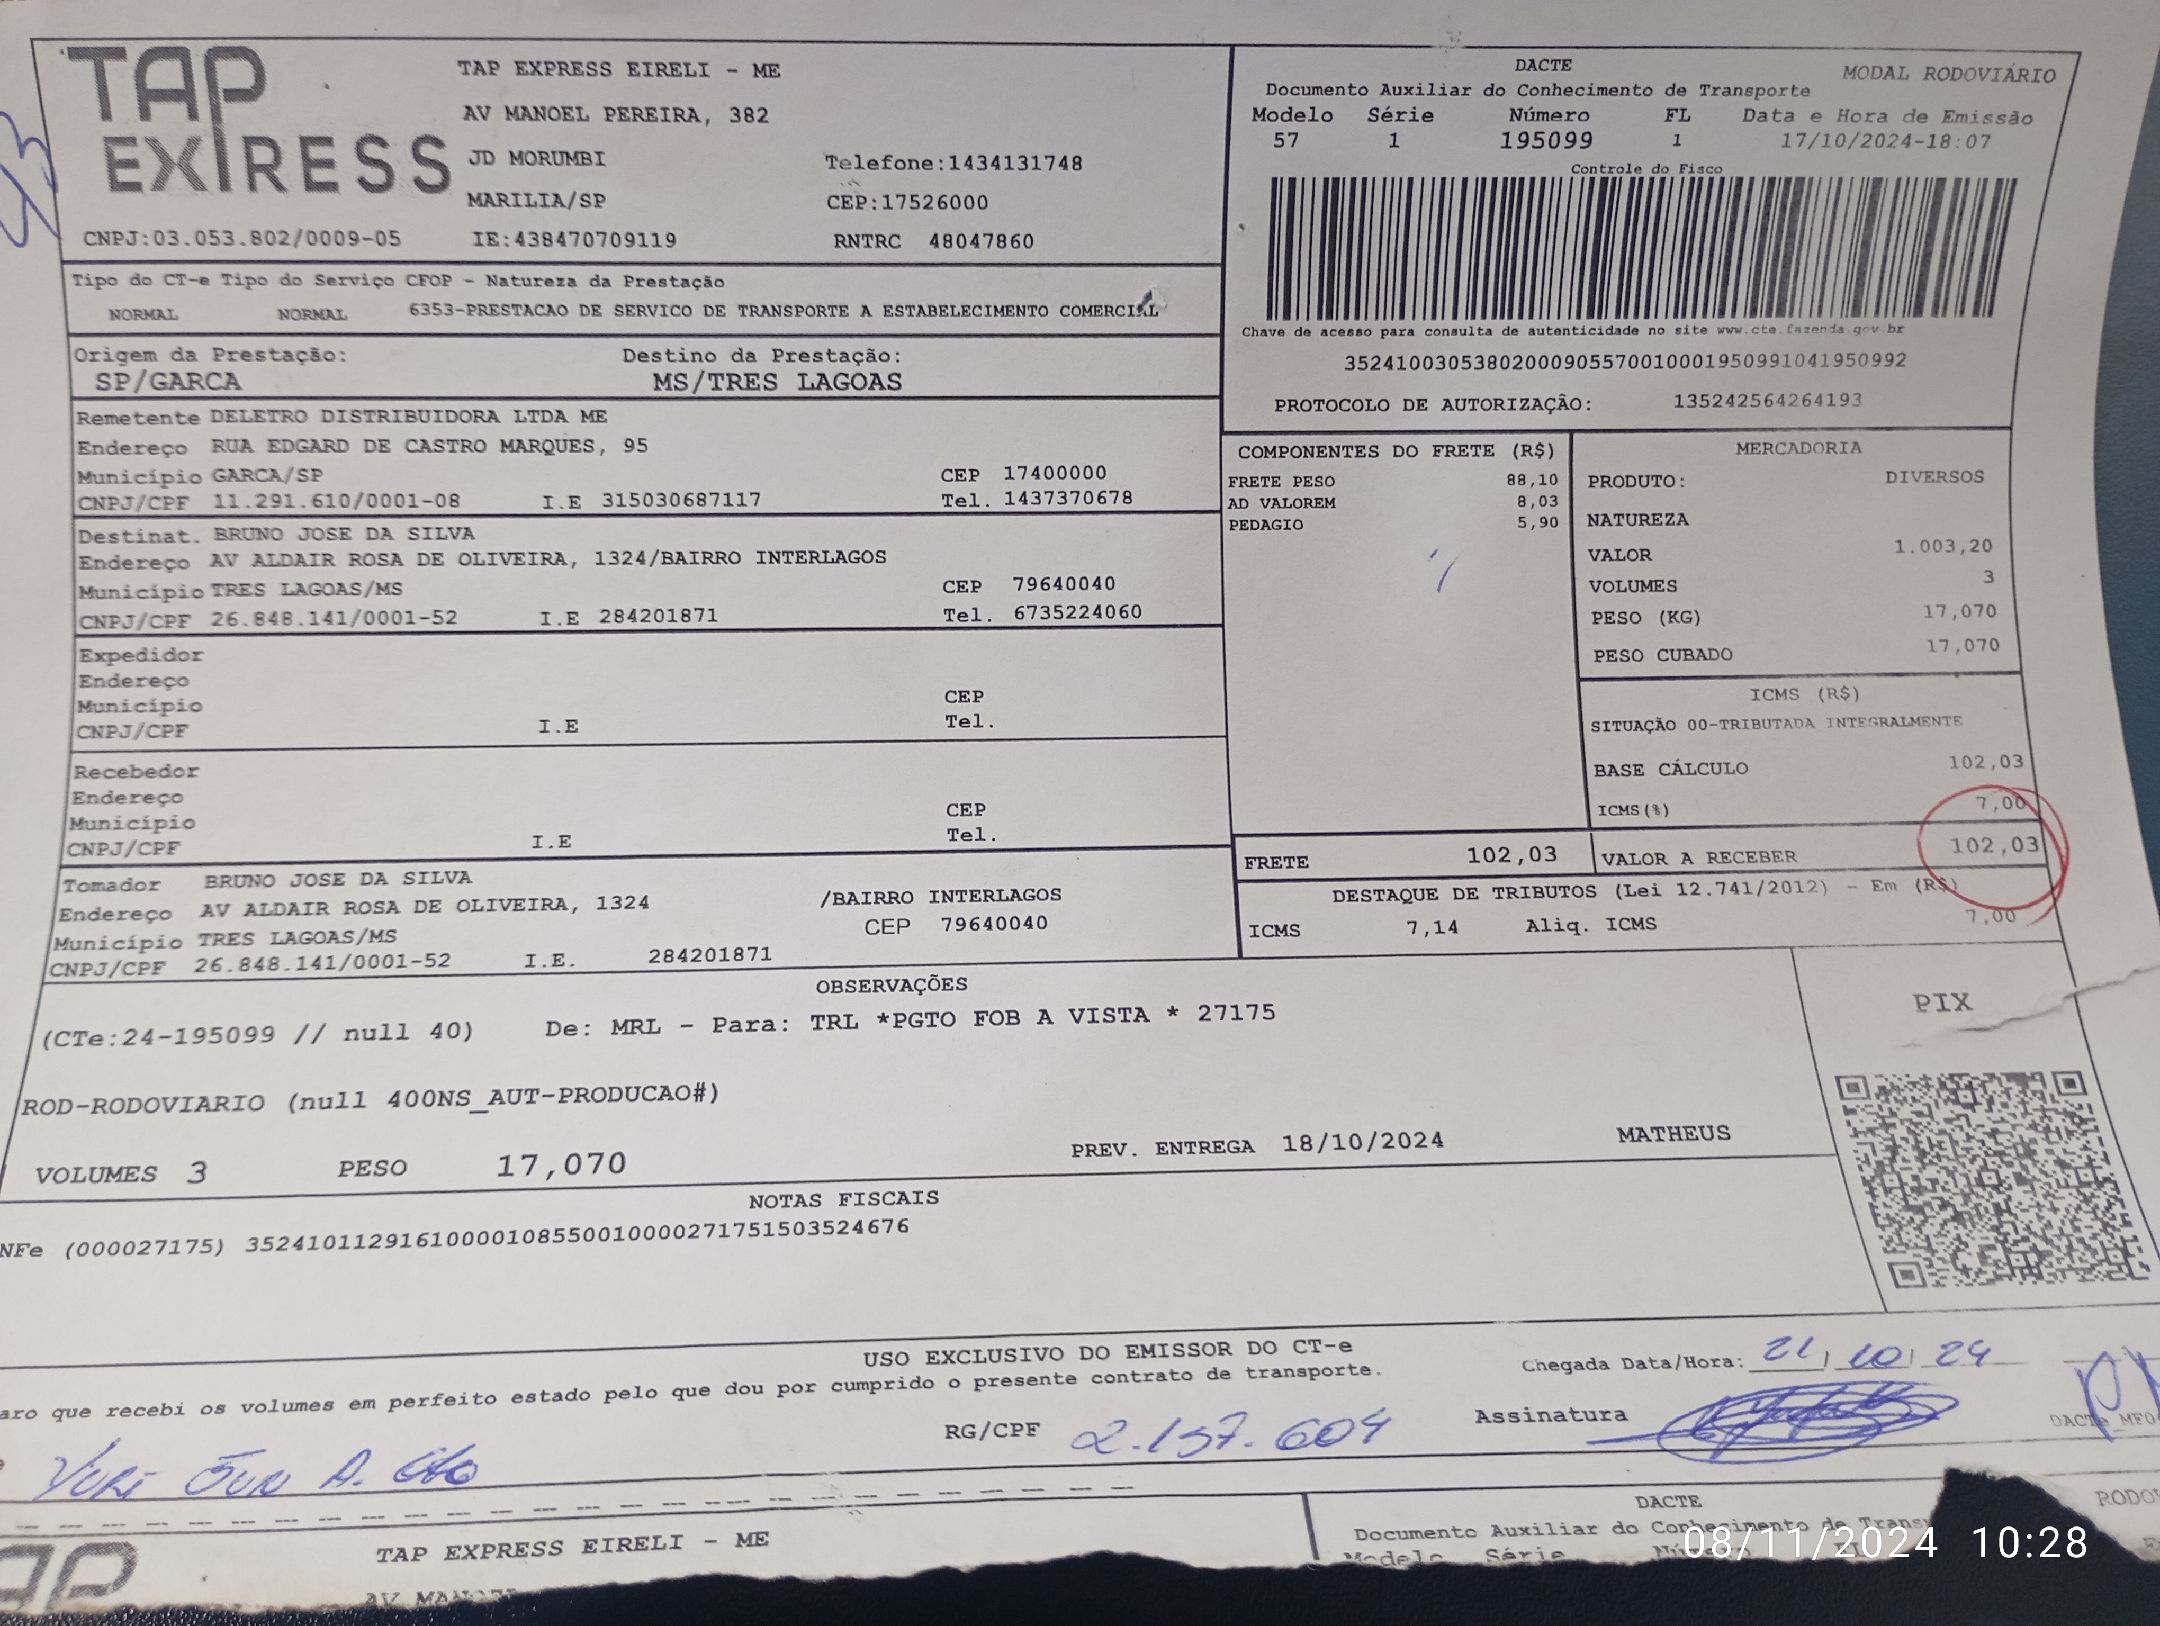 TAP
EXPRESS
TAP EXPRESS EIRELI - ME
AV MANOEL PEREIRA, 382
JD MORUMBI
Telefone:1434131748
MARILIA/SP
CEP:17526000
CNPJ:03.053.802/0009-05 IE:438470709119 RNTRC 48047860
DACTE
MODAL RODOVIÁRIO
Documento Auxiliar do Conhecimento de Transporte
Modelo Série Número FL Data e Hora de Emissão
57 1 195099 1 17/10/2024-18:07
Controle do Fisco
Chave de acesso para consulta de autenticidade no site www.cte.fazenda.gov.br
35241003053802000905570010001950991041950992
PROTOCOLO DE AUTORIZAÇÃO: 135242564264193
Tipo do CT-e Tipo do Serviço CFOP - Natureza da Prestação
NORMAL NORMAL 6353-PRESTACAO DE SERVICO DE TRANSPORTE A ESTABELECIMENTO COMERCIAL
Origem da Prestação: Destino da Prestação:
SP/GARCA MS/TRES LAGOAS
Remetente DELETRO DISTRIBUIDORA LTDA ME
Endereço RUA EDGARD DE CASTRO MARQUES, 95
Município GARCA/SP CEP 17400000
CNPJ/CPF 11.291.610/0001-08 I.E 315030687117 Tel. 1437370678
Destinat. BRUNO JOSE DA SILVA
Endereço AV ALDAIR ROSA DE OLIVEIRA, 1324/BAIRRO INTERLAGOS
Município TRES LAGOAS/MS CEP 79640040
CNPJ/CPF 26.848.141/0001-52 I.E 284201871 Tel. 6735224060
Expedidor
Endereço
Município CEP
CNPJ/CPF I.E Tel.
Recebedor
Endereço
Município CEP
CNPJ/CPF I.E Tel.
Tomador BRUNO JOSE DA SILVA
Endereço AV ALDAIR ROSA DE OLIVEIRA, 1324 /BAIRRO INTERLAGOS
Município TRES LAGOAS/MS CEP 79640040
CNPJ/CPF 26.848.141/0001-52 I.E. 284201871
COMPONENTES DO FRETE (R$)
FRETE PESO 88,10
AD VALOREM 8,03
PEDAGIO 5,90
MERCADORIA
PRODUTO: DIVERSOS
NATUREZA
VALOR 1.003,20
VOLUMES 3
PESO (KG) 17,070
PESO CUBADO 17,070
ICMS (R$)
SITUAÇÃO 00-TRIBUTADA INTEGRALMENTE
BASE CÁLCULO 102,03
ICMS(%) 7,00
FRETE 102,03 VALOR A RECEBER 102,03
DESTAQUE DE TRIBUTOS (Lei 12.741/2012) - Em (R$)
ICMS 7,14 Aliq. ICMS 7,00
OBSERVAÇÕES
(CTe:24-195099 // null 40) De: MRL - Para: TRL *PGTO FOB A VISTA * 27175
ROD-RODOVIARIO (null 400NS_AUT-PRODUCAO#)
VOLUMES 3 PESO 17,070 PREV. ENTREGA 18/10/2024 MATHEUS
PIX
NOTAS FISCAIS
NFe (000027175) 35241011291610000108550010000271751503524676
USO EXCLUSIVO DO EMISSOR DO CT-e
aro que recebi os volumes em perfeito estado pelo que dou por cumprido o presente contrato de transporte.
Chegada Data/Hora: 21/10/24
RG/CPF 2.157.604 Assinatura
DACTe MFO
TAP EXPRESS EIRELI - ME
DACTE
Documento Auxiliar do Conhecimento de Trans
Modelo Série
08/11/2024 10:28